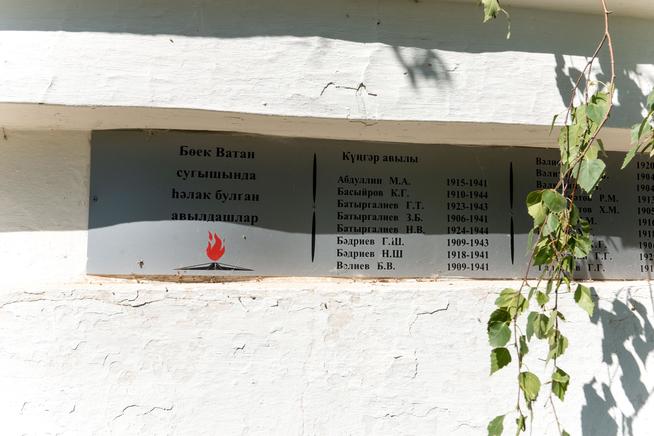 Бөек Ватан
сугышында
һәлак булган
авылдашлар
Күңгәр авылы
Абдуллин М.А. 1915-1941
Басыйров К.Г. 1910-1944
Батыргалиев Г.Т. 1923-1943
Батыргалиев З.Б. 1906-1941
Батыргалиев Н.В. 1924-1944
Бәдриев Г.Ш. 1909-1943
Бәдриев Н.Ш 1918-1941
Вәлиев Б.В. 1909-1941
Р.М.
Х.М.
Г.
Г.Г.